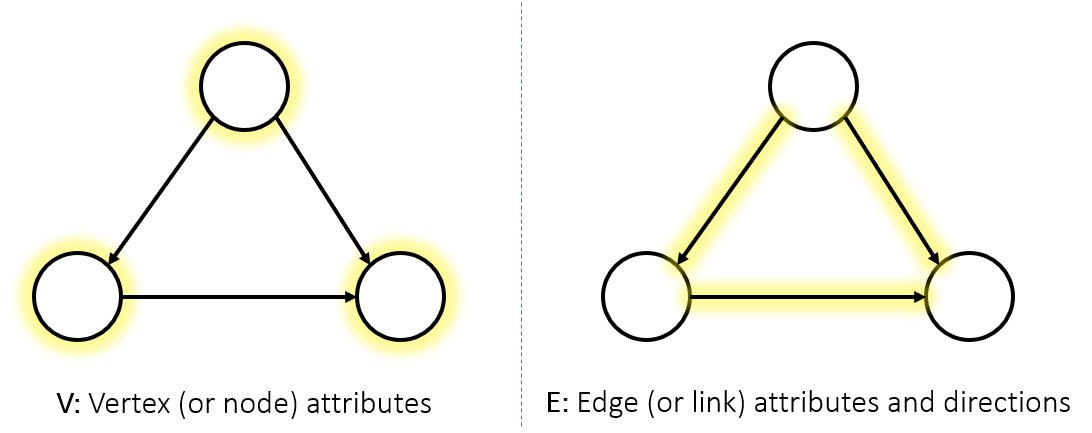 V: Vertex (or node) attributes
E: Edge (or link) attributes and directions